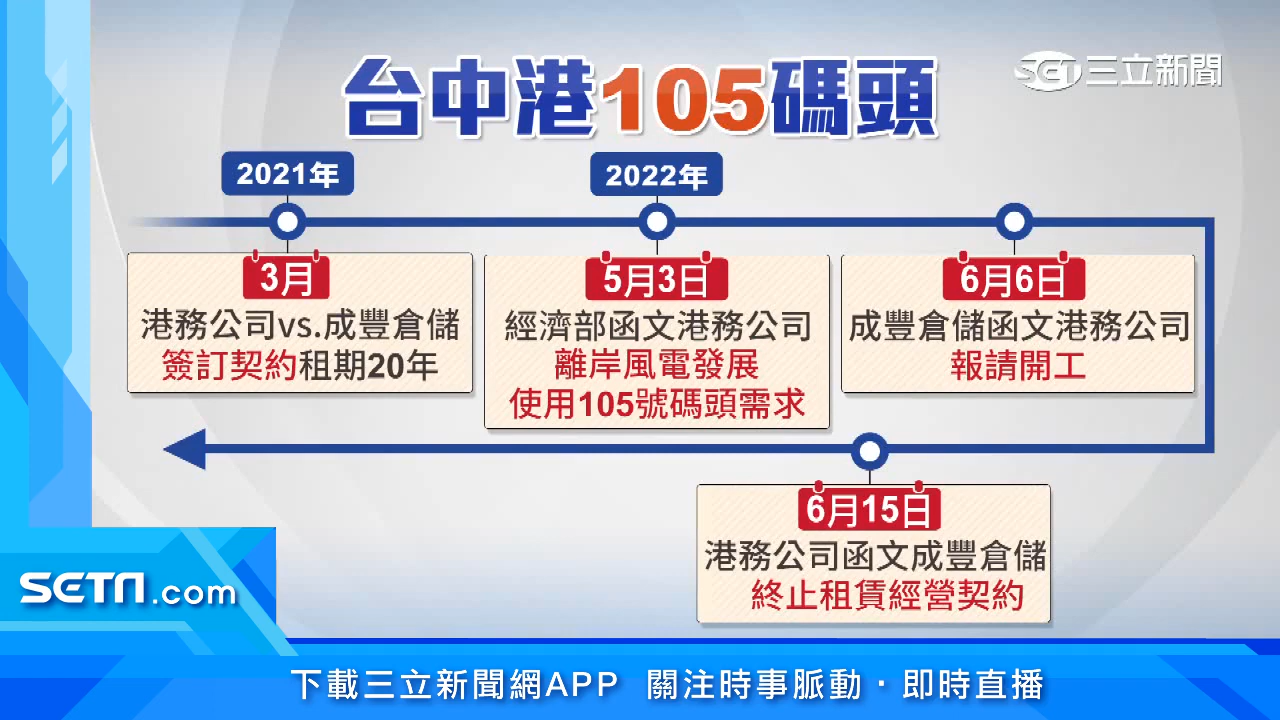 台中港105碼頭
SET三立新聞
2021年
2022年
3月
港務公司vs.成豐倉儲
簽訂契約租期20年
5月3日
經濟部函文港務公司
離岸風電發展
使用105號碼頭需求
6月6日
成豐倉儲函文港務公司
報請開工
6月15日
港務公司函文成豐倉儲
終止租賃經營契約
SETN.com
下載三立新聞網APP 關注時事脈動·即時直播